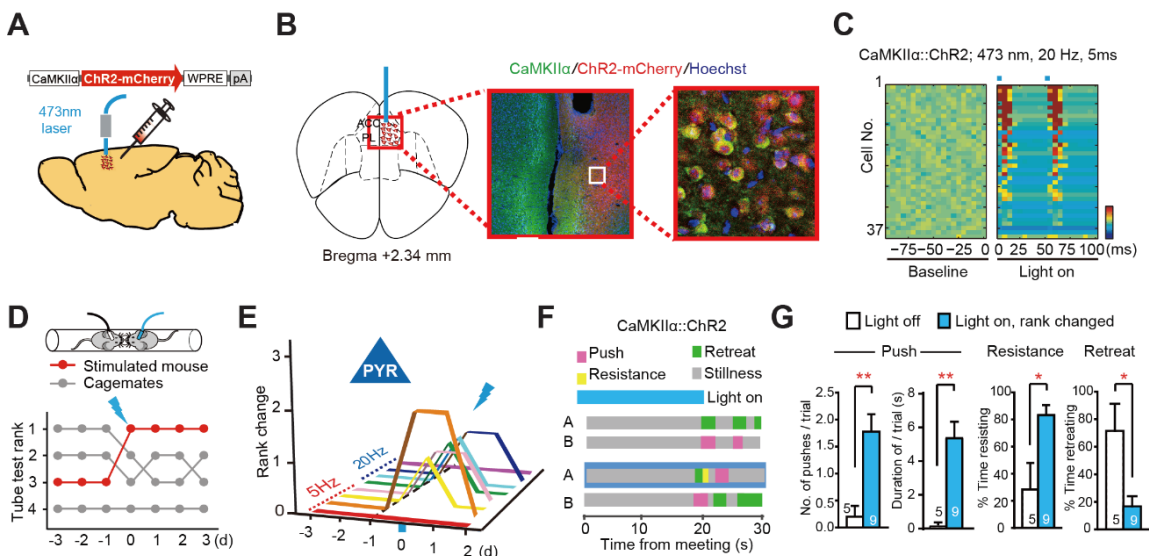 A
CaMKIIα
ChR2-mCherry
WPRE
pA
473nm
laser
B
CaMKIIα/ChR2-mCherry/Hoechst
ACC
PL
Bregma +2.34 mm
C
CaMKIIα::ChR2; 473 nm, 20 Hz, 5ms
Cell No.
1
37
−75 −50 −25 0
0 25 50 75 100 (ms)
Baseline
Light on
D
Stimulated mouse
Cagemates
Tube test rank
1
2
3
4
-3 -2 -1 0 1 2 3 (d)
E
PYR
Rank change
3
2
1
0
5Hz
20Hz
-3 -2 -1 0 1 2 (d)
F
CaMKIIα::ChR2
Push
Retreat
Resistance
Stillness
Light on
A
B
A
B
0 10 20 30
Time from meeting (s)
G
Light off
Light on, rank changed
Push
Resistance
Retreat
No. of pushes / trial
2.5
2.0
1.5
1.0
0.5
0.0
**
5
9
Duration of / trial (s)
8
6
4
2
0
**
5
9
% Time resisting
100
80
60
40
20
0
*
5
9
% Time retreating
100
80
60
40
20
0
*
5
9